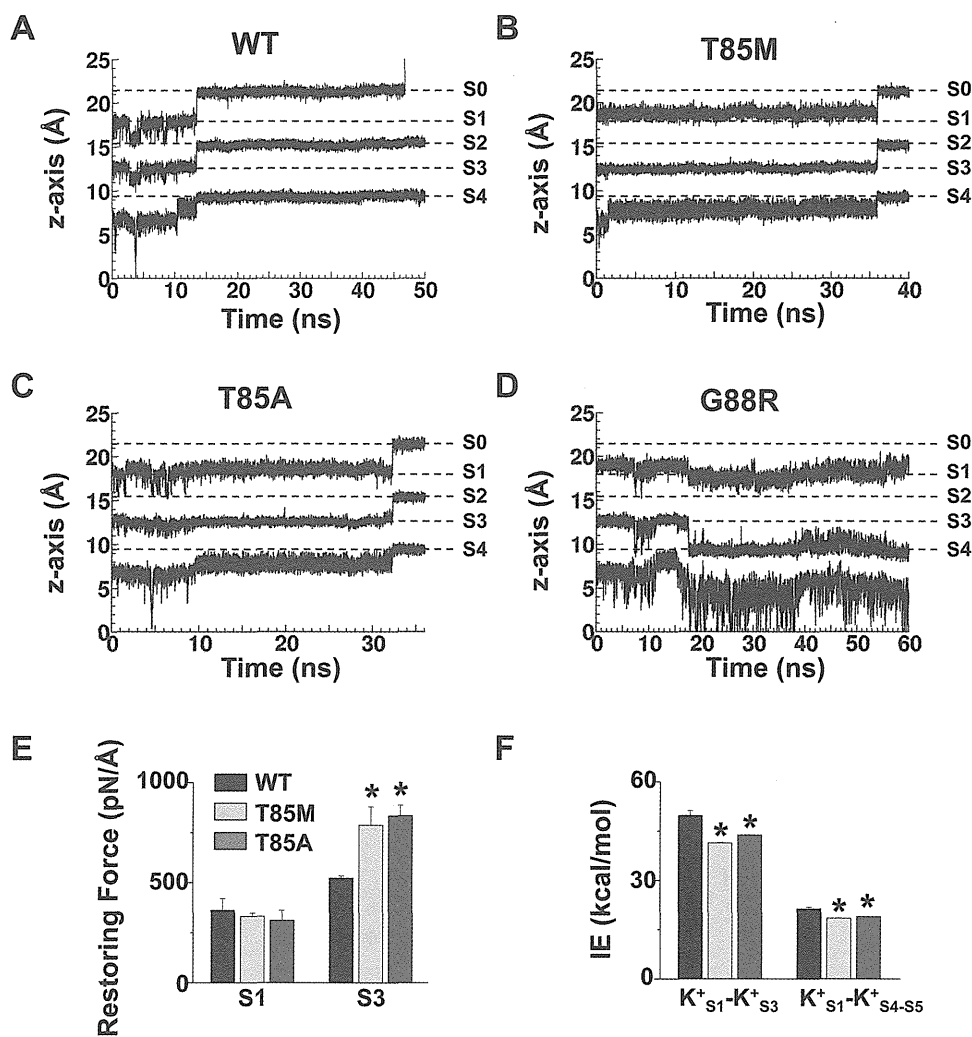 A
WT
z-axis (Å)
25
20
15
10
5
0
S0
S1
S2
S3
S4
0 10 20 30 40 50
Time (ns)
B
T85M
z-axis (Å)
25
20
15
10
5
0
S0
S1
S2
S3
S4
0 10 20 30 40
Time (ns)
C
T85A
z-axis (Å)
25
20
15
10
5
0
S0
S1
S2
S3
S4
0 10 20 30
Time (ns)
D
G88R
z-axis (Å)
25
20
15
10
5
0
S0
S1
S2
S3
S4
0 10 20 30 40 50 60
Time (ns)
E
Restoring Force (pN/Å)
1000
500
0
WT
T85M
T85A
* *
S1 S3
F
IE (kcal/mol)
60
30
0
* *
* *
K⁺S1-K⁺S3 K⁺S1-K⁺S4-S5